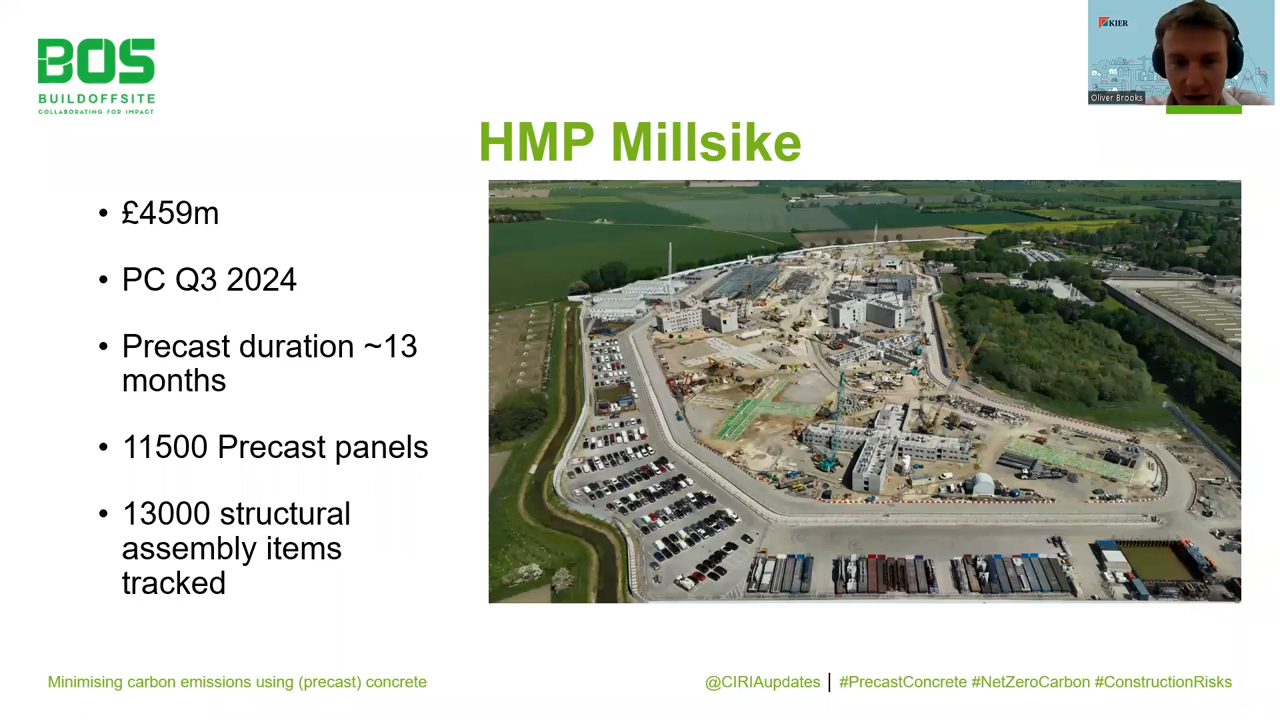 BOS
BUILDOFFSITE
COLLABORATING FOR IMPACT
KIER
Oliver Brooks
HMP Millsike
• £459m
• PC Q3 2024
• Precast duration ~13
months
• 11500 Precast panels
• 13000 structural
assembly items
tracked
Minimising carbon emissions using (precast) concrete
@CIRIAupdates | #PrecastConcrete #NetZeroCarbon #ConstructionRisks